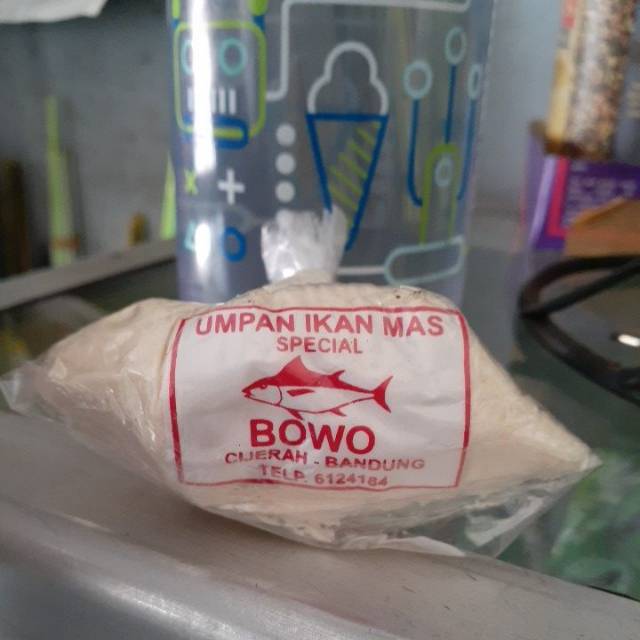 UMPAN IKAN MAS
SPECIAL
BOWO
CIJERAH - BANDUNG
TELP. 6124184